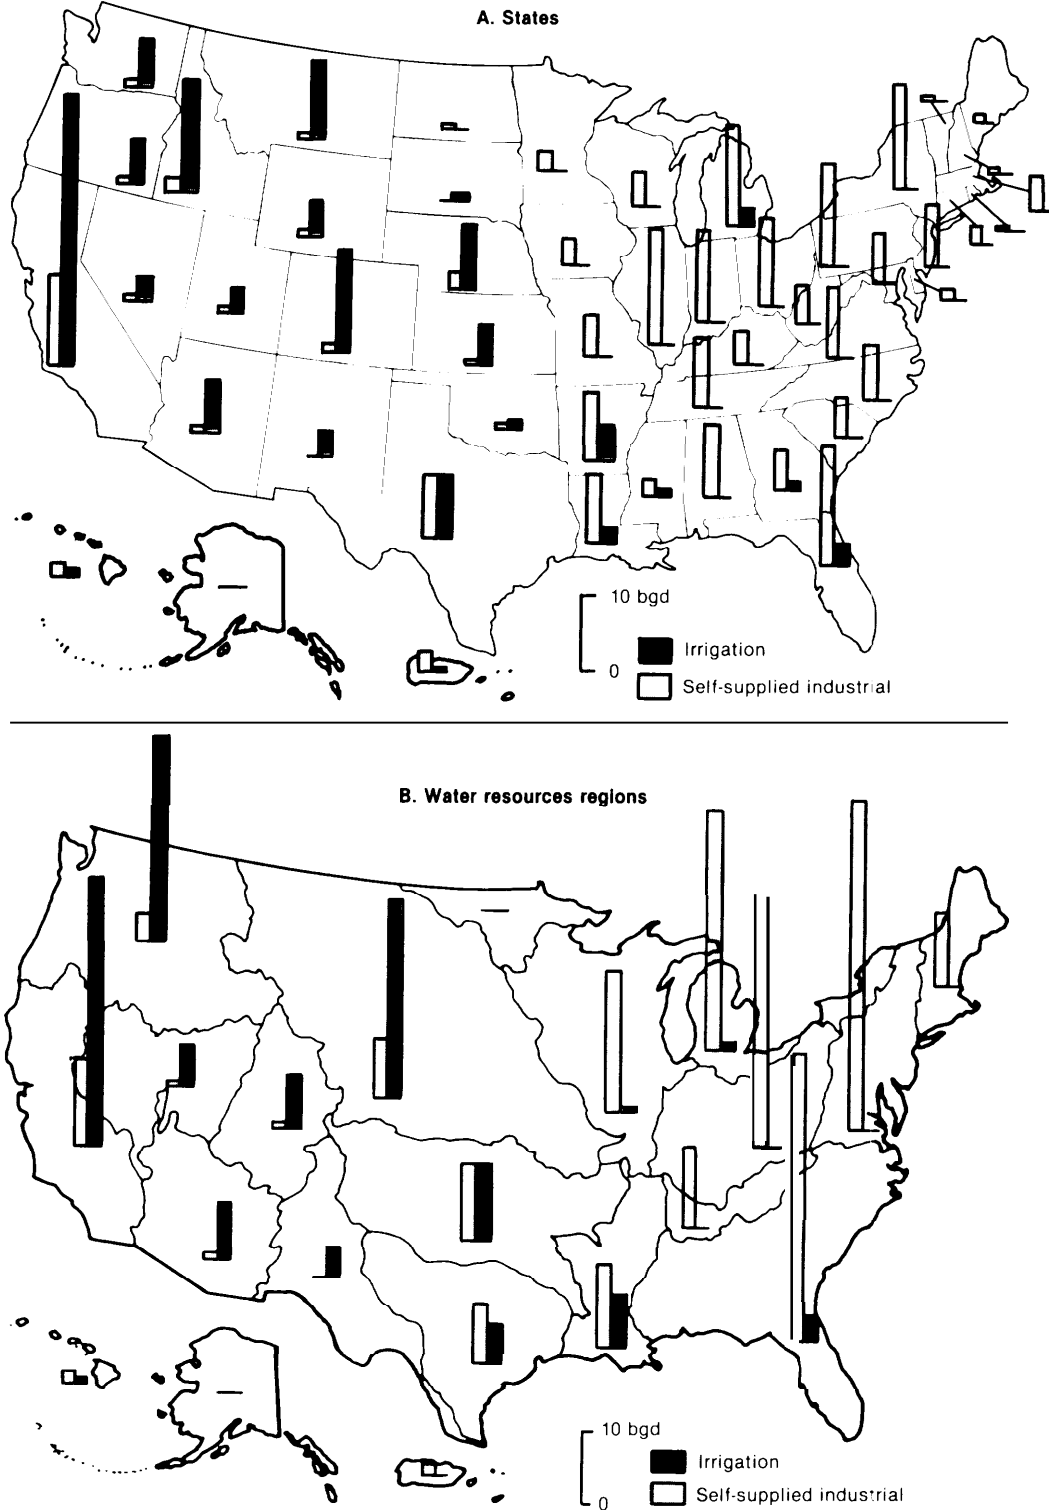 A. States
10 bgd
0
Irrigation
Self-supplied industrial
B. Water resources regions
10 bgd
Irrigation
Self-supplied industrial
0